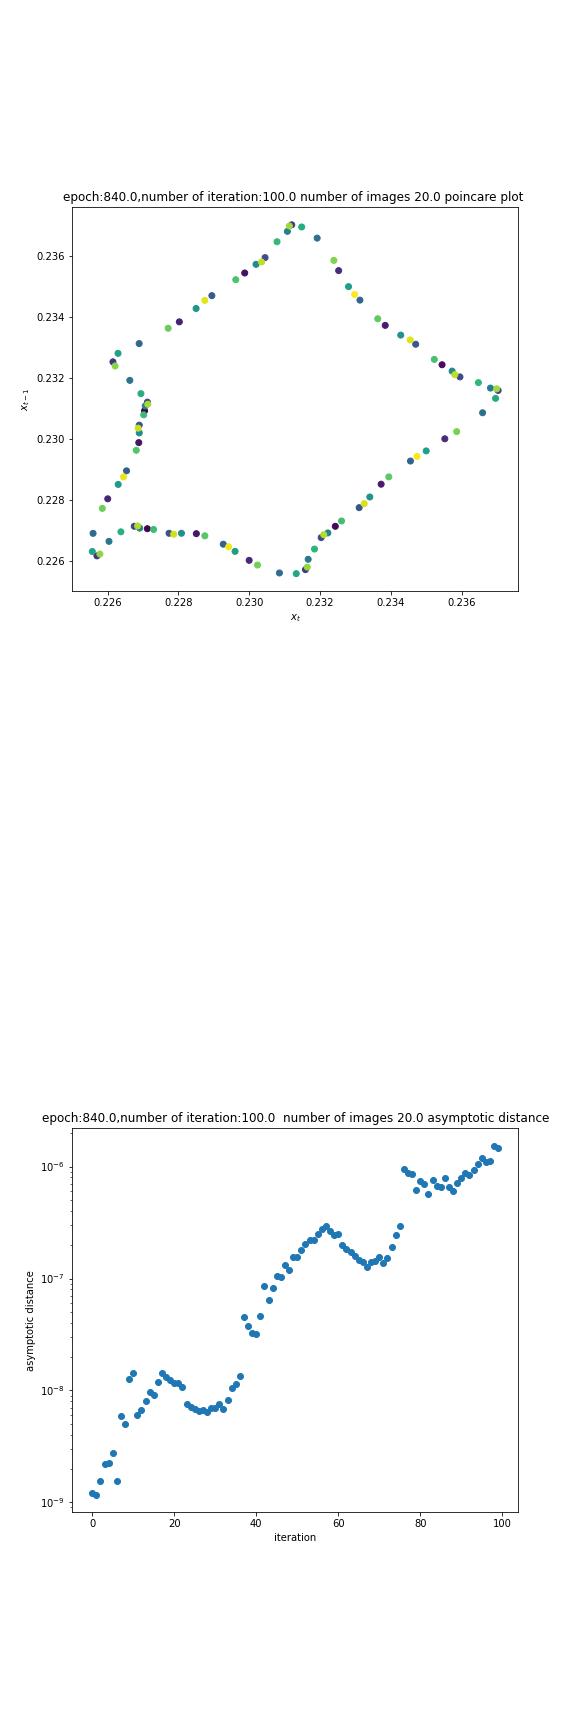 epoch:840.0,number of iteration:100.0 number of images 20.0 poincare plot
0.236
0.234
0.232
0.230
0.228
0.226
x_{t-1}
0.226 0.228 0.230 0.232 0.234 0.236
x_t
epoch:840.0,number of iteration:100.0  number of images 20.0 asymptotic distance
10^{-6}
10^{-7}
10^{-8}
10^{-9}
asymptotic distance
0 20 40 60 80 100
iteration